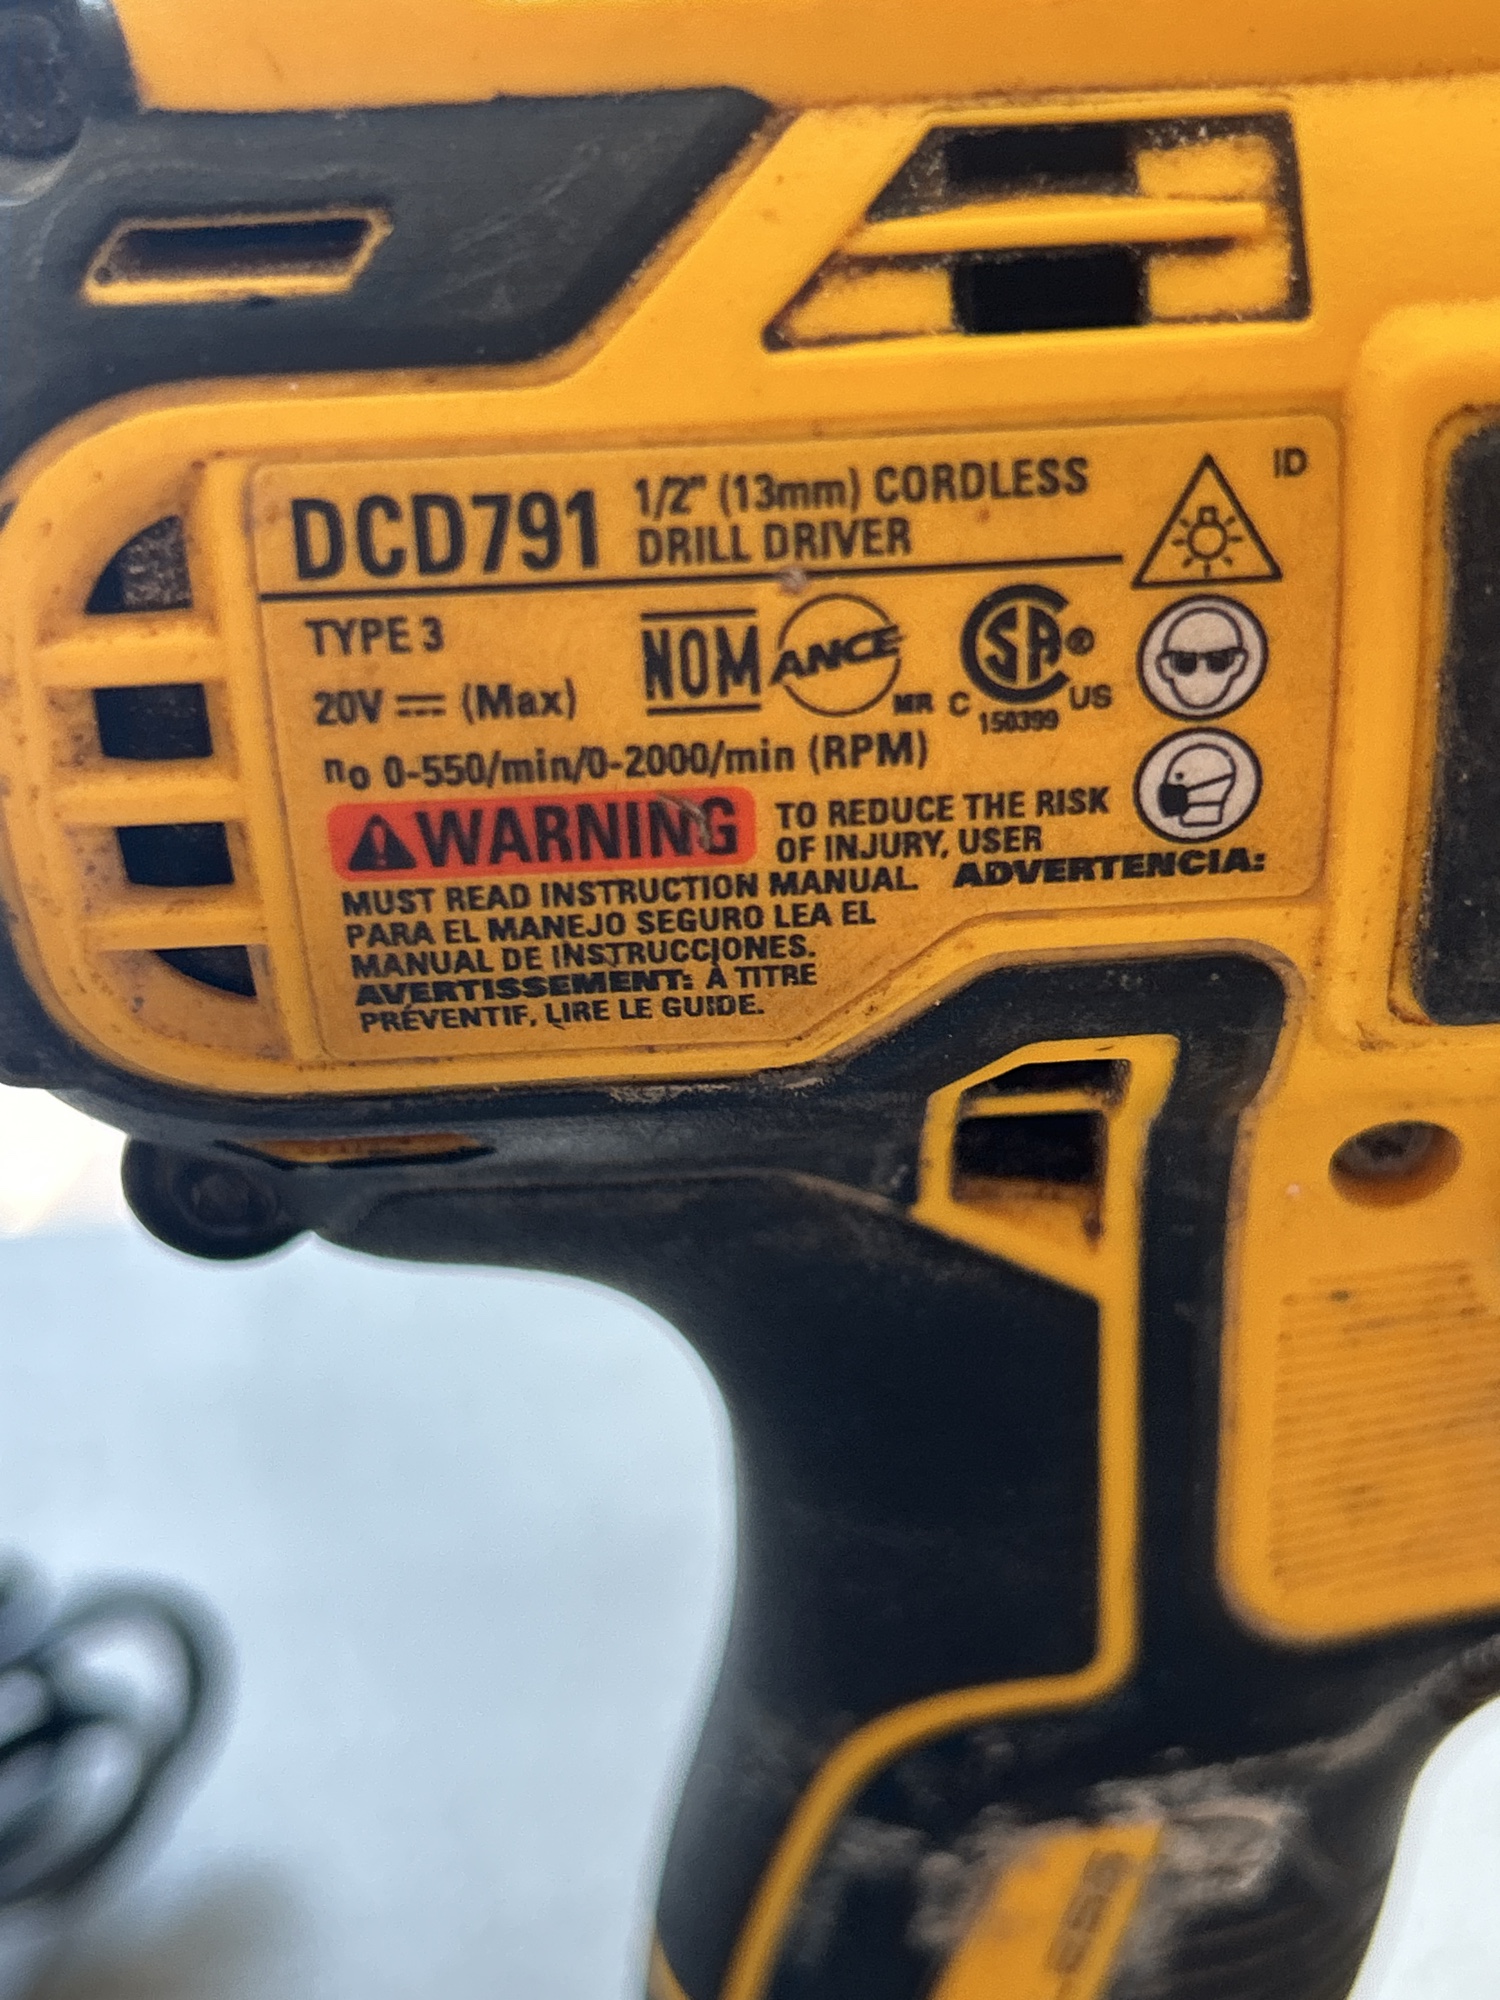 DCD791 1/2" (13mm) CORDLESS
DRILL DRIVER
ID
TYPE 3
20V ⎓ (Max)
NOM
ANCE
MR
C SA® US
150399
no 0-550/min/0-2000/min (RPM)
WARNING TO REDUCE THE RISK
OF INJURY, USER
MUST READ INSTRUCTION MANUAL. ADVERTENCIA:
PARA EL MANEJO SEGURO LEA EL
MANUAL DE INSTRUCCIONES.
AVERTISSEMENT: À TITRE
PRÉVENTIF, LIRE LE GUIDE.